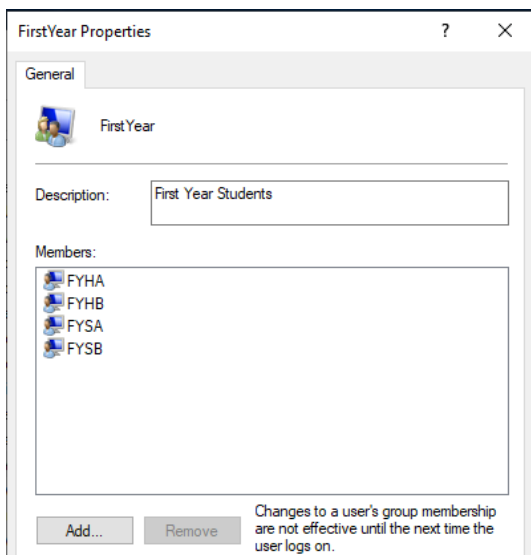 FirstYear Properties
?
General
FirstYear
Description:
First Year Students
Members:
FYHA
FYHB
FYSA
FYSB
Add...
Remove
Changes to a user's group membership
are not effective until the next time the
user logs on.